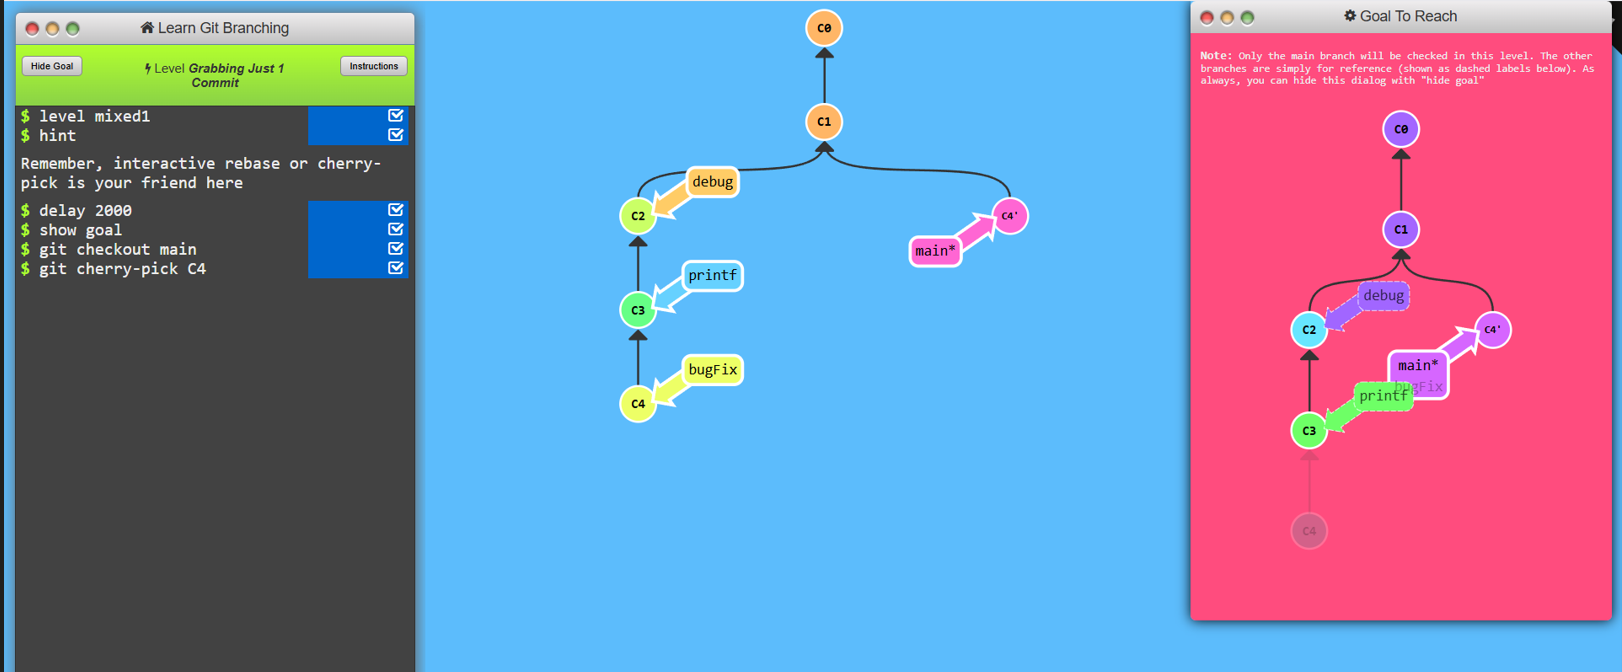 Learn Git Branching
Hide Goal
Level Grabbing Just 1
Commit
Instructions
$ level mixed1
$ hint
Remember, interactive rebase or cherry-
pick is your friend here
$ delay 2000
$ show goal
$ git checkout main
$ git cherry-pick C4
C0
C1
debug
C2
C4'
main*
printf
C3
bugFix
C4
Goal To Reach
Note: Only the main branch will be checked in this level. The other
branches are simply for reference (shown as dashed labels below). As
always, you can hide this dialog with "hide goal"
C0
C1
debug
C2
C4'
main*
bugFix
printf
C3
C4